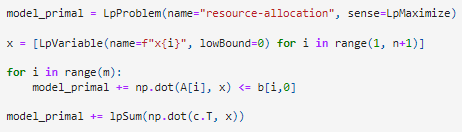 model_primal = LpProblem(name="resource-allocation", sense=LpMaximize)
x = [LpVariable(name=f"x{i}", lowBound=0) for i in range(1, n+1)]
for i in range(m):
    model_primal += np.dot(A[i], x) <= b[i,0]
model_primal += lpSum(np.dot(c.T, x))